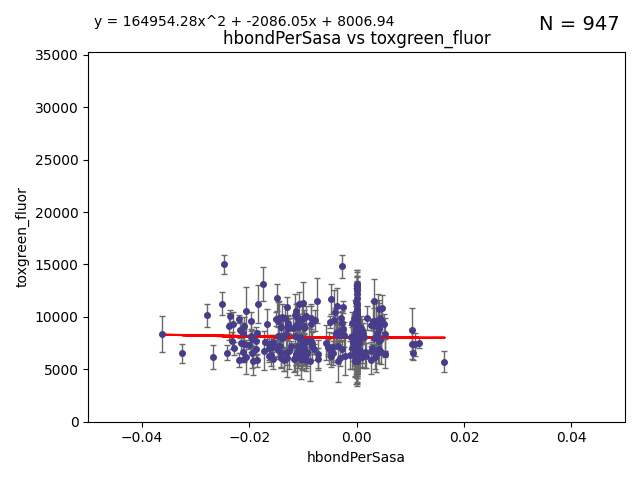 y = 164954.28x^2 + -2086.05x + 8006.94
N = 947
hbondPerSasa vs toxgreen_fluor
35000
30000
25000
20000
15000
10000
5000
0
toxgreen_fluor
−0.04
−0.02
0.00
0.02
0.04
hbondPerSasa